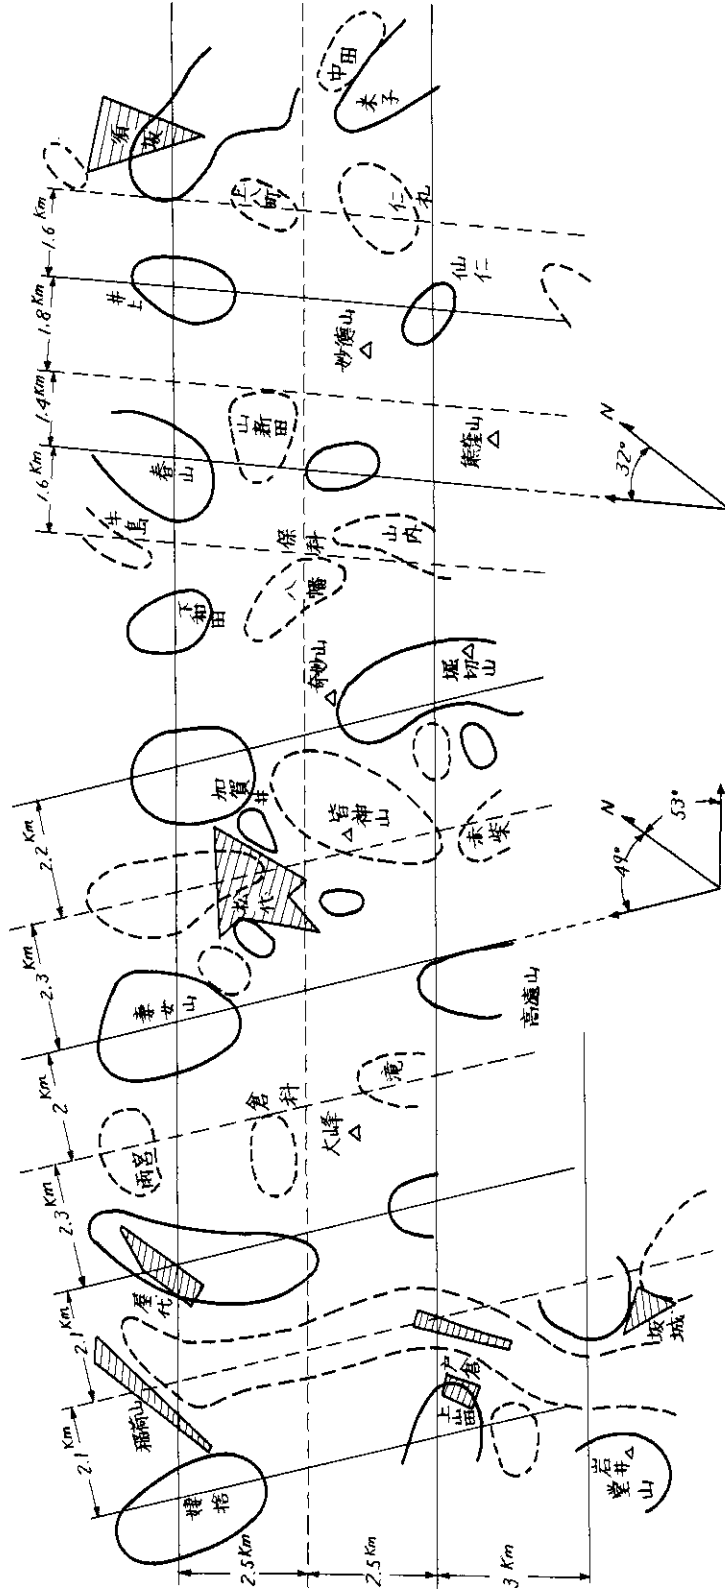 2.1 Km
2.1 Km
2.3 Km
2 Km
2.3 Km
2.2 Km
1.6 Km
1.4 Km
1.8 Km
1.6 Km
2.5 Km
2.5 Km
3 Km
姨捨
稲荷山
屋代
雨宮
妻女山
松代
加賀井
下和田
牛島
春山
井上
須坂
倉科
大峰
滝
皆神山
奇妙山
八幡
保科
山新田
妙徳山
上八町
仁礼
中田
米子
上山田
戸倉
岩井堂山
坂城
高遠山
赤柴
堀切山
山内
熊窪山
仙仁
49°
N
53°
32°
N